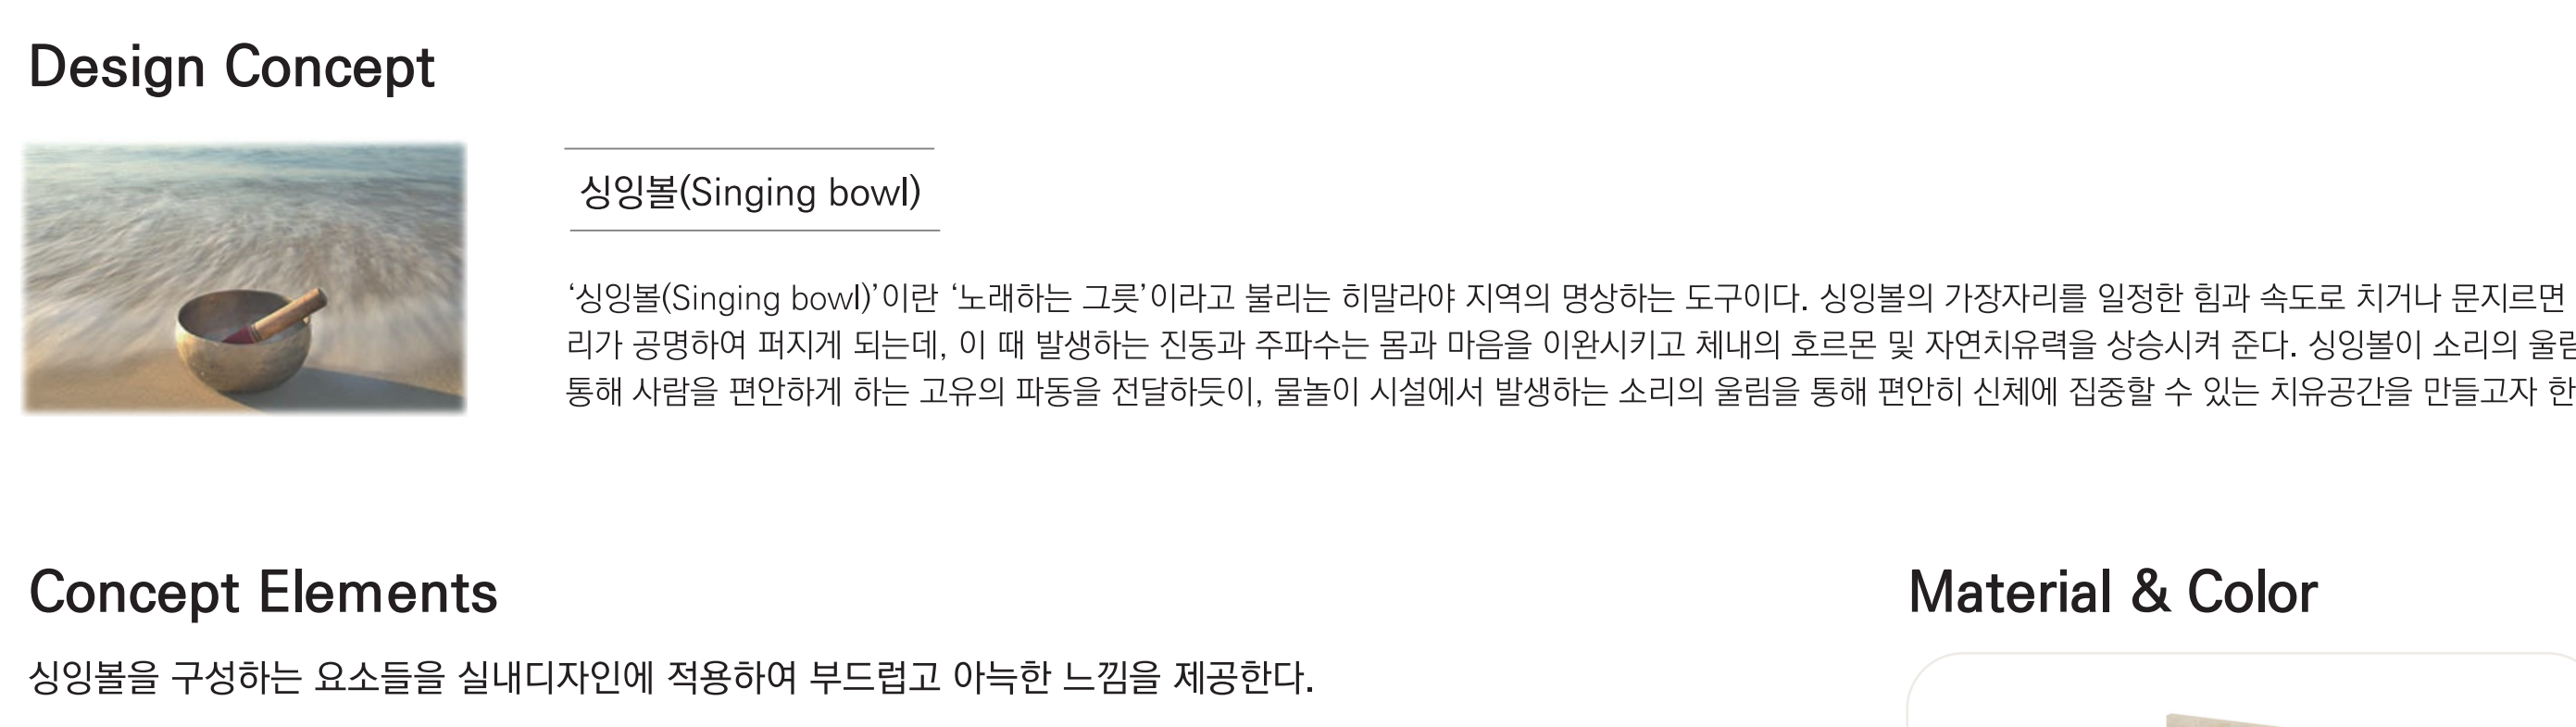 Design Concept
싱잉볼(Singing bowl)
‘싱잉볼(Singing bowl)’이란 ‘노래하는 그릇’이라고 불리는 히말라야 지역의 명상하는 도구이다. 싱잉볼의 가장자리를 일정한 힘과 속도로 치거나 문지르면
리가 공명하여 퍼지게 되는데, 이 때 발생하는 진동과 주파수는 몸과 마음을 이완시키고 체내의 호르몬 및 자연치유력을 상승시켜 준다. 싱잉볼이 소리의
통해 사람을 편안하게 하는 고유의 파동을 전달하듯이, 물놀이 시설에서 발생하는 소리의 울림을 통해 편안히 신체에 집중할 수 있는 치유공간을 만들고자 한
Concept Elements
Material & Color
싱잉볼을 구성하는 요소들을 실내디자인에 적용하여 부드럽고 아늑한 느낌을 제공한다.